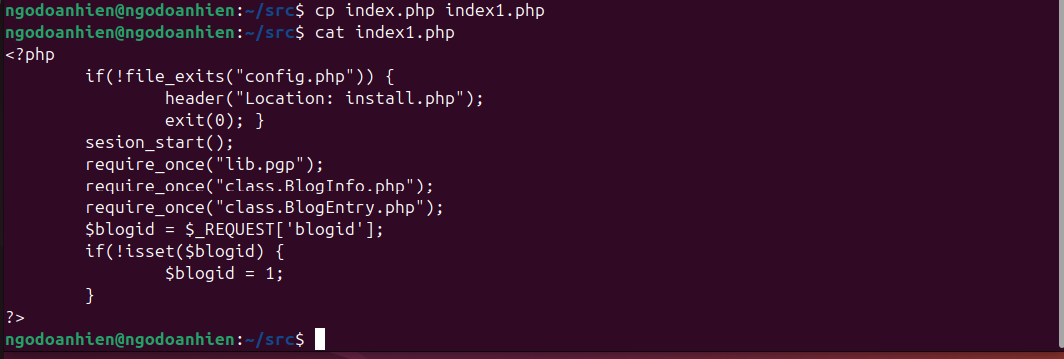 ngodoanhien@ngodoanhien:~/src$ cp index.php index1.php
ngodoanhien@ngodoanhien:~/src$ cat index1.php
<?php
        if(!file_exits("config.php")) {
                header("Location: install.php");
                exit(0); }
        sesion_start();
        require_once("lib.pgp");
        require_once("class.BlogInfo.php");
        require_once("class.BlogEntry.php");
        $blogid = $_REQUEST['blogid'];
        if(!isset($blogid) {
                $blogid = 1;
        }
?>
ngodoanhien@ngodoanhien:~/src$